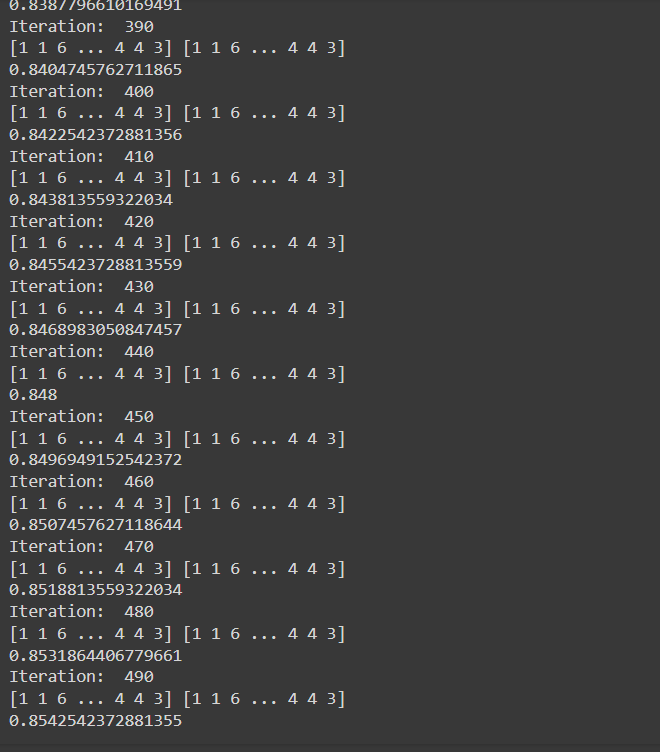 0.8387796610169491
Iteration:  390
[1 1 6 ... 4 4 3] [1 1 6 ... 4 4 3]
0.8404745762711865
Iteration:  400
[1 1 6 ... 4 4 3] [1 1 6 ... 4 4 3]
0.8422542372881356
Iteration:  410
[1 1 6 ... 4 4 3] [1 1 6 ... 4 4 3]
0.843813559322034
Iteration:  420
[1 1 6 ... 4 4 3] [1 1 6 ... 4 4 3]
0.8455423728813559
Iteration:  430
[1 1 6 ... 4 4 3] [1 1 6 ... 4 4 3]
0.8468983050847457
Iteration:  440
[1 1 6 ... 4 4 3] [1 1 6 ... 4 4 3]
0.848
Iteration:  450
[1 1 6 ... 4 4 3] [1 1 6 ... 4 4 3]
0.8496949152542372
Iteration:  460
[1 1 6 ... 4 4 3] [1 1 6 ... 4 4 3]
0.8507457627118644
Iteration:  470
[1 1 6 ... 4 4 3] [1 1 6 ... 4 4 3]
0.8518813559322034
Iteration:  480
[1 1 6 ... 4 4 3] [1 1 6 ... 4 4 3]
0.8531864406779661
Iteration:  490
[1 1 6 ... 4 4 3] [1 1 6 ... 4 4 3]
0.8542542372881355